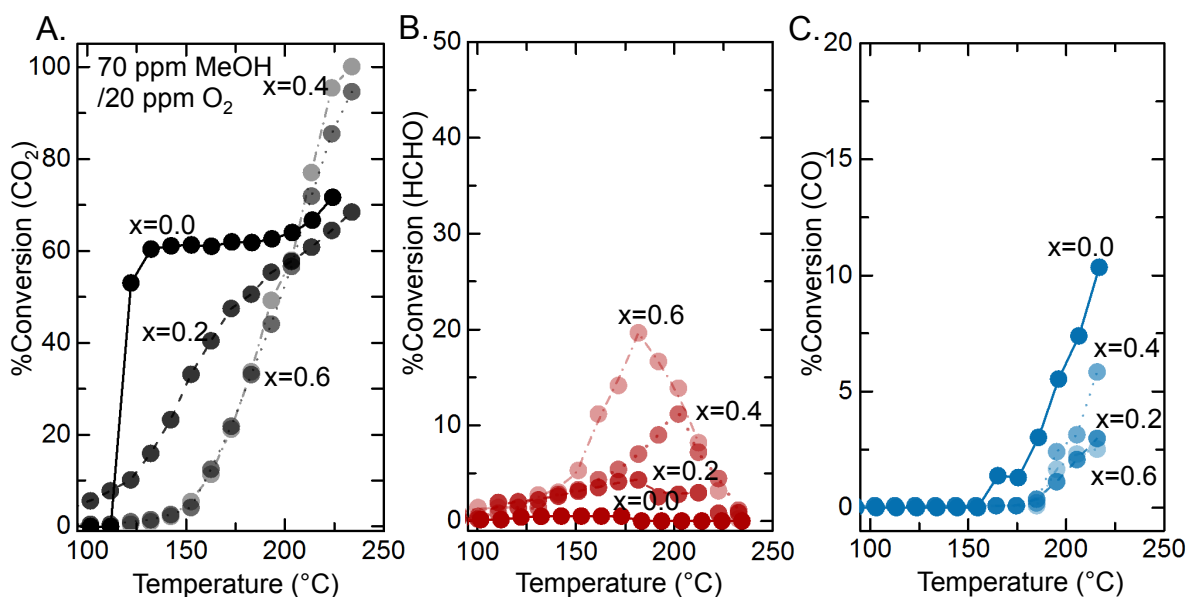 A.
70 ppm MeOH
/20 ppm O₂
x=0.4
x=0.0
x=0.2
x=0.6
%Conversion (CO₂)
100
80
60
40
20
0
100
150
200
250
Temperature (°C)
B.
x=0.6
x=0.4
x=0.2
x=0.0
%Conversion (HCHO)
50
40
30
20
10
0
100
150
200
250
Temperature (°C)
C.
x=0.0
x=0.4
x=0.2
x=0.6
%Conversion (CO)
20
15
10
5
0
100
150
200
250
Temperature (°C)